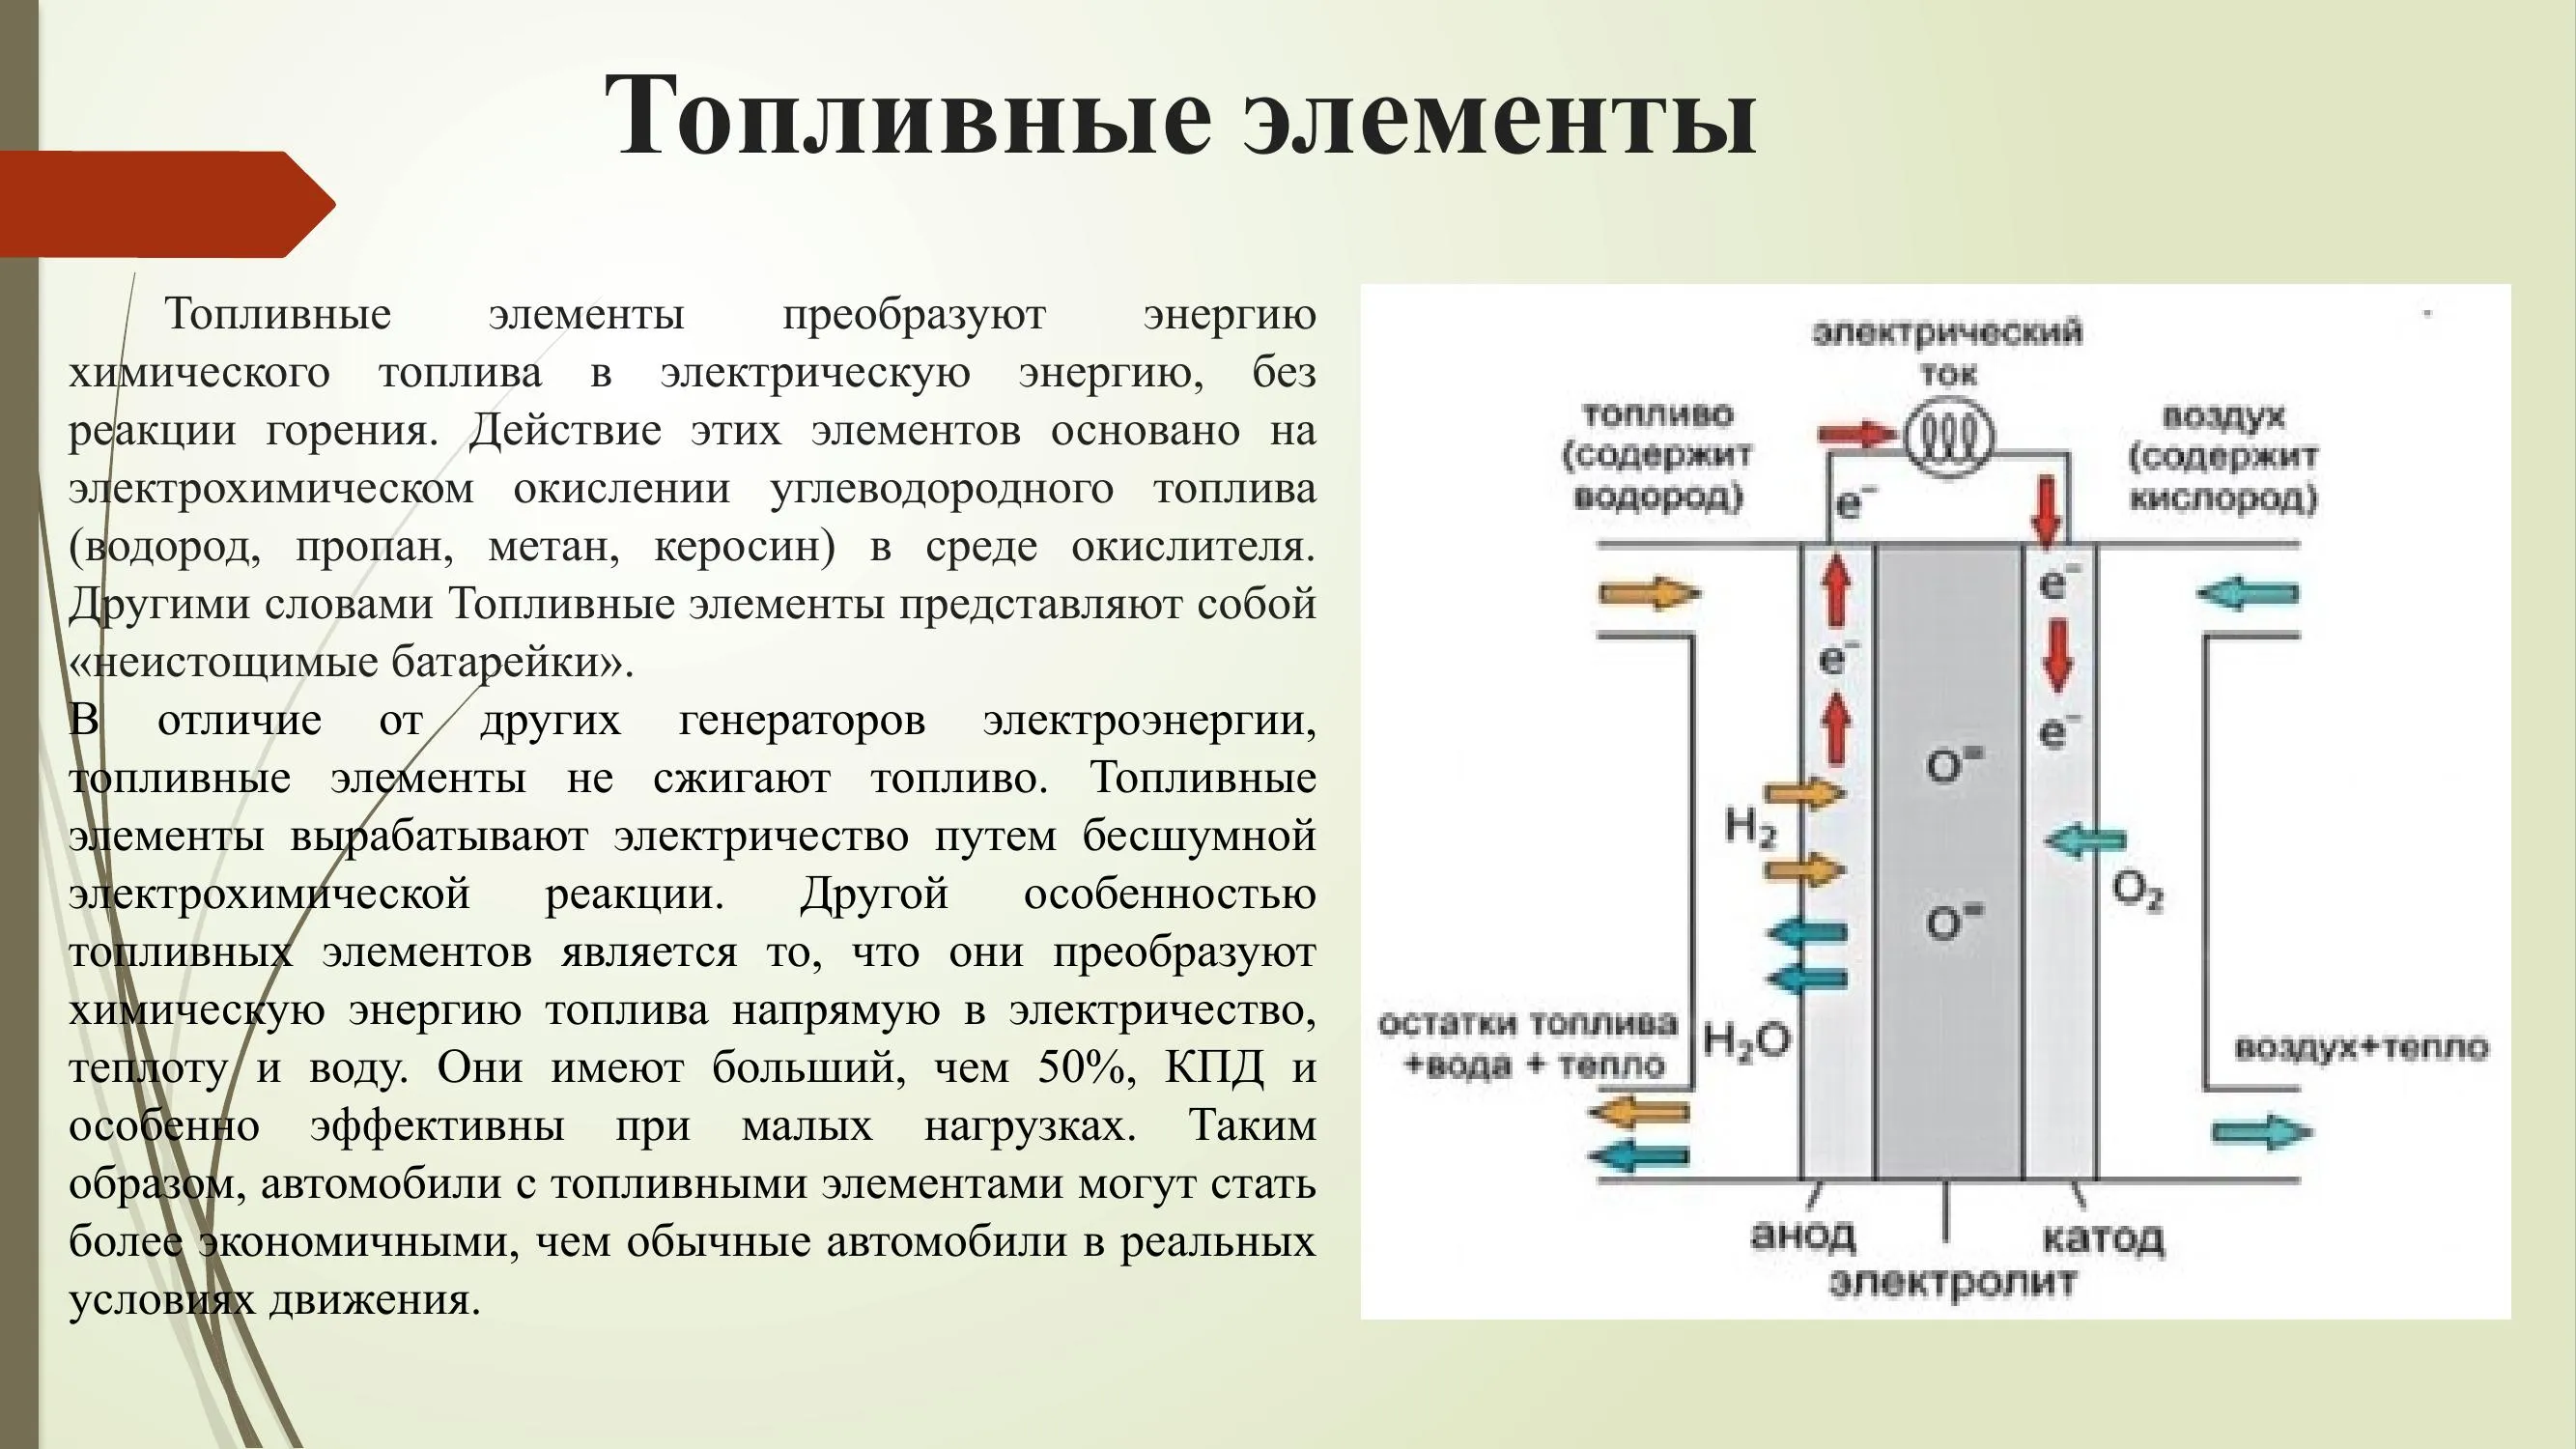 Топливные элементы
Топливные элементы преобразуют энергию
химического топлива в электрическую энергию, без
реакции горения. Действие этих элементов основано на
электрохимическом окислении углеводородного топлива
(водород, пропан, метан, керосин) в среде окислителя.
Другими словами Топливные элементы представляют собой
«неистощимые батарейки».
В отличие от других генераторов электроэнергии,
топливные элементы не сжигают топливо. Топливные
элементы вырабатывают электричество путем бесшумной
электрохимической реакции. Другой особенностью
топливных элементов является то, что они преобразуют
химическую энергию топлива напрямую в электричество,
теплоту и воду. Они имеют больший, чем 50%, КПД и
особенно эффективны при малых нагрузках. Таким
образом, автомобили с топливными элементами могут стать
более экономичными, чем обычные автомобили в реальных
условиях движения.
электрический
ток
топливо
(содержит
водород)
воздух
(содержит
кислород)
e⁻
e⁻
e⁻
e⁻
O⁼
H₂
O₂
O⁼
остатки топлива
+вода + тепло
H₂O
воздух+тепло
анод
катод
электролит